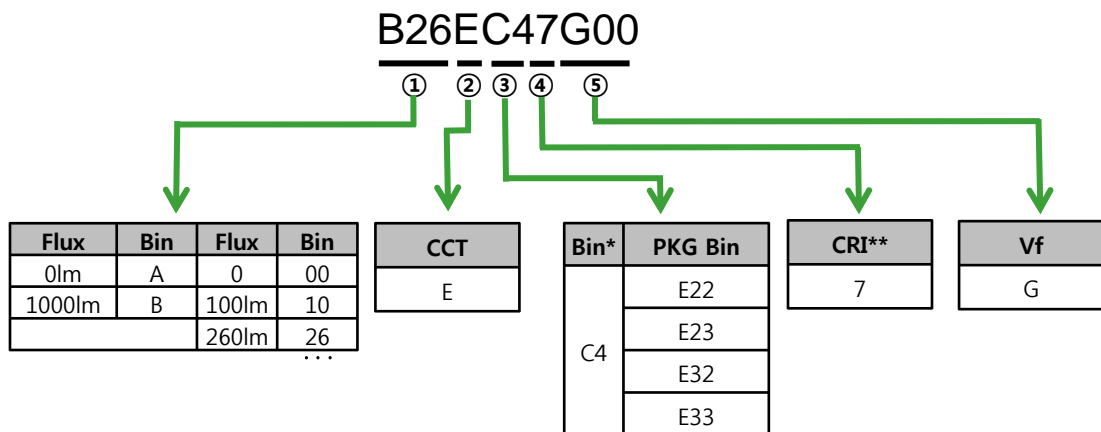 B26EC47G00
① ② ③ ④ ⑤
Flux Bin Flux Bin
0lm A 0 00
1000lm B 100lm 10
260lm 26
...
CCT
E
Bin* PKG Bin
C4
E22
E23
E32
E33
CRI**
7
Vf
G